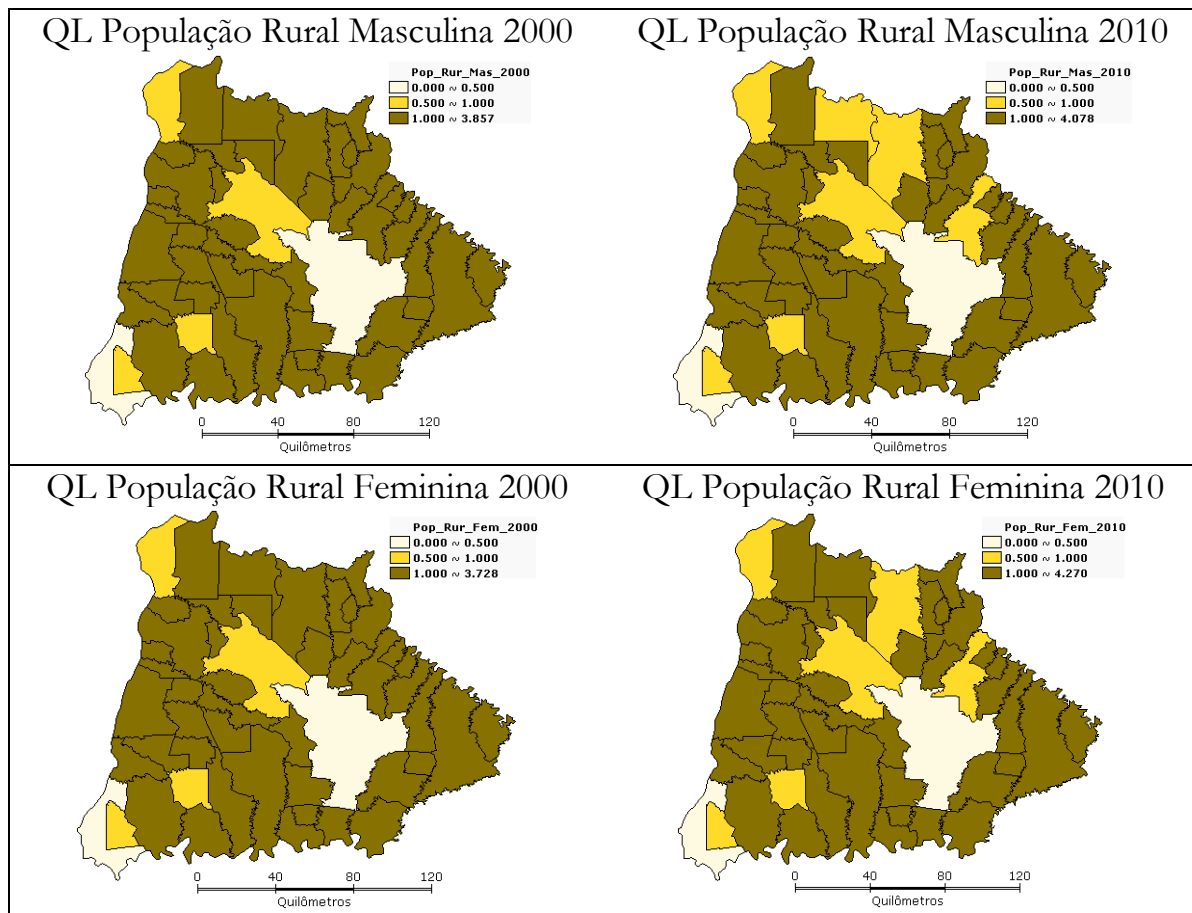 QL População Rural Masculina 2000
Pop_Rur_Mas_2000
0.000 ~ 0.500
0.500 ~ 1.000
1.000 ~ 3.857
0 40 80 120
Quilômetros
QL População Rural Masculina 2010
Pop_Rur_Mas_2010
0.000 ~ 0.500
0.500 ~ 1.000
1.000 ~ 4.078
0 40 80 120
Quilômetros
QL População Rural Feminina 2000
Pop_Rur_Fem_2000
0.000 ~ 0.500
0.500 ~ 1.000
1.000 ~ 3.728
0 40 80 120
Quilômetros
QL População Rural Feminina 2010
Pop_Rur_Fem_2010
0.000 ~ 0.500
0.500 ~ 1.000
1.000 ~ 4.270
0 40 80 120
Quilômetros